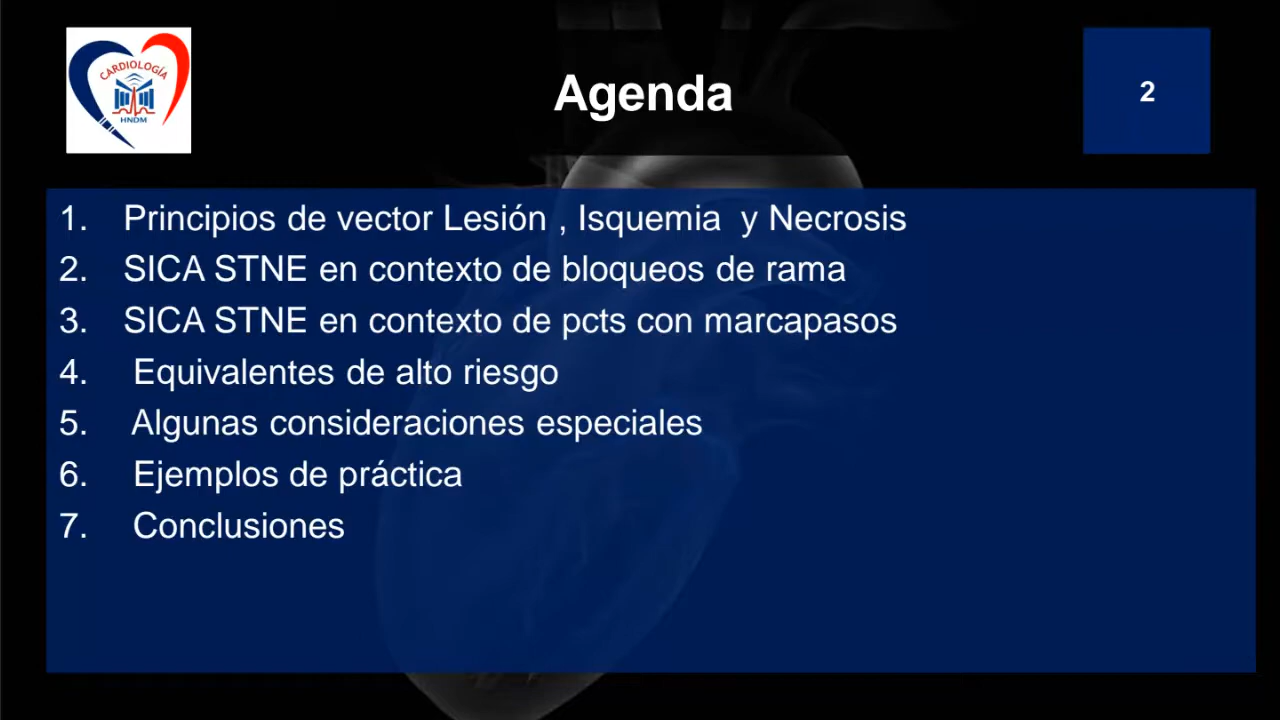 CARDIOLOGÍA
HNDM
Agenda
2
1. Principios de vector Lesión , Isquemia y Necrosis
2. SICA STNE en contexto de bloqueos de rama
3. SICA STNE en contexto de pcts con marcapasos
4. Equivalentes de alto riesgo
5. Algunas consideraciones especiales
6. Ejemplos de práctica
7. Conclusiones